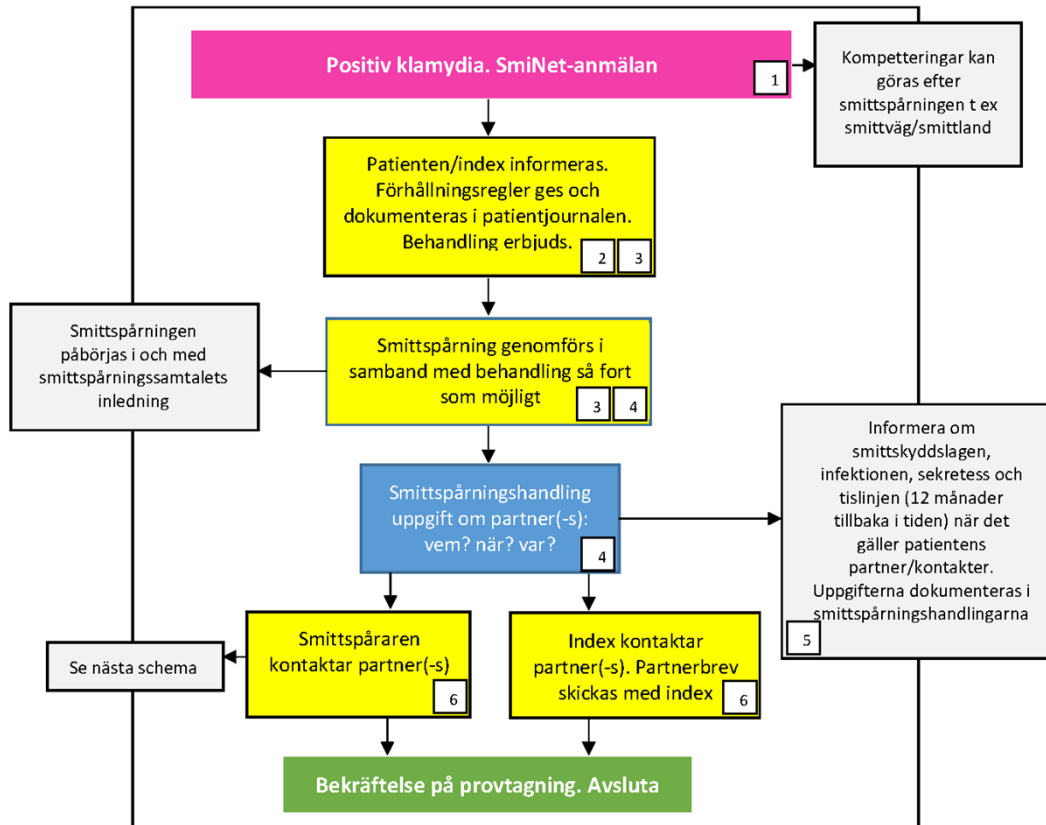 Positiv klamydia. SmiNet-anmälan
1
Kompetteringar kan
göras efter
smittspårningen t ex
smittväg/smittland
Patienten/index informeras.
Förhållningsregler ges och
dokumenteras i patientjournalen.
Behandling erbjuds.
2 3
Smittspårningen
påbörjas i och med
smittspårningssamtalets
inledning
Smittspårning genomförs i
samband med behandling så fort
som möjligt
3 4
Smittspårningshandling
uppgift om partner(-s):
vem? när? var?
4
Informera om
smittskyddslagen,
infektionen, sekretess och
tislinjen (12 månader
tillbaka i tiden) när det
gäller patientens
partner/kontakter.
Uppgifterna dokumenteras i
smittspårningshandlingarna
5
Se nästa schema
Smittspåraren
kontaktar partner(-s)
6
Index kontaktar
partner(-s). Partnerbrev
skickas med index
6
Bekräftelse på provtagning. Avsluta